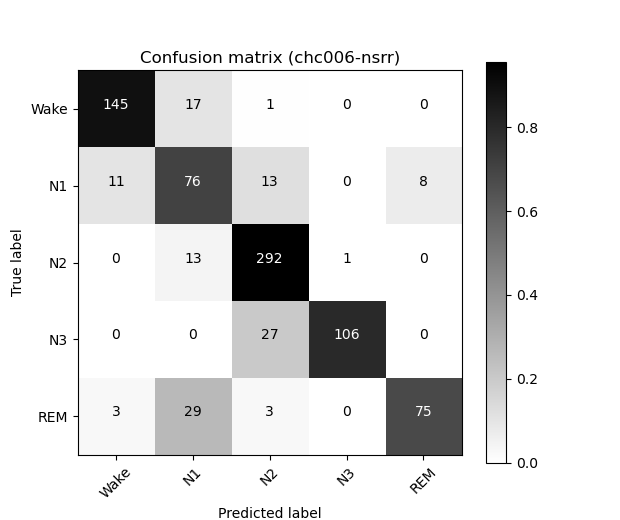 Confusion matrix (chc006-nsrr)
True label
Wake 145 17 1 0 0
N1 11 76 13 0 8
N2 0 13 292 1 0
N3 0 0 27 106 0
REM 3 29 3 0 75
Wake N1 N2 N3 REM
Predicted label
0.8
0.6
0.4
0.2
0.0